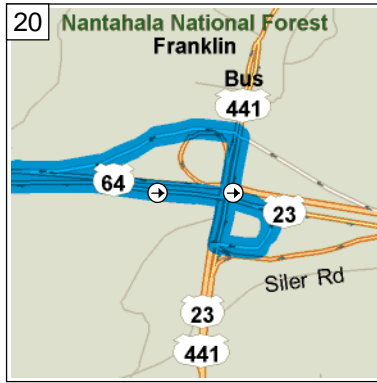 20
Nantahala National Forest
Franklin
Bus
441
64
23
Siler Rd
23
441